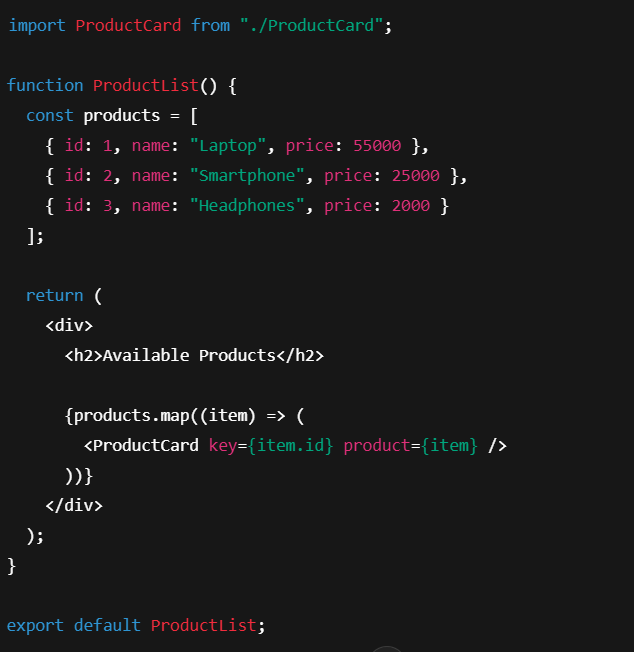 import ProductCard from "./ProductCard";
function ProductList() {
const products = [
{ id: 1, name: "Laptop", price: 55000 },
{ id: 2, name: "Smartphone", price: 25000 },
{ id: 3, name: "Headphones", price: 2000 }
];
return (
<div>
<h2>Available Products</h2>
{products.map((item) => (
<ProductCard key={item.id} product={item} />
))}
</div>
);
}
export default ProductList;